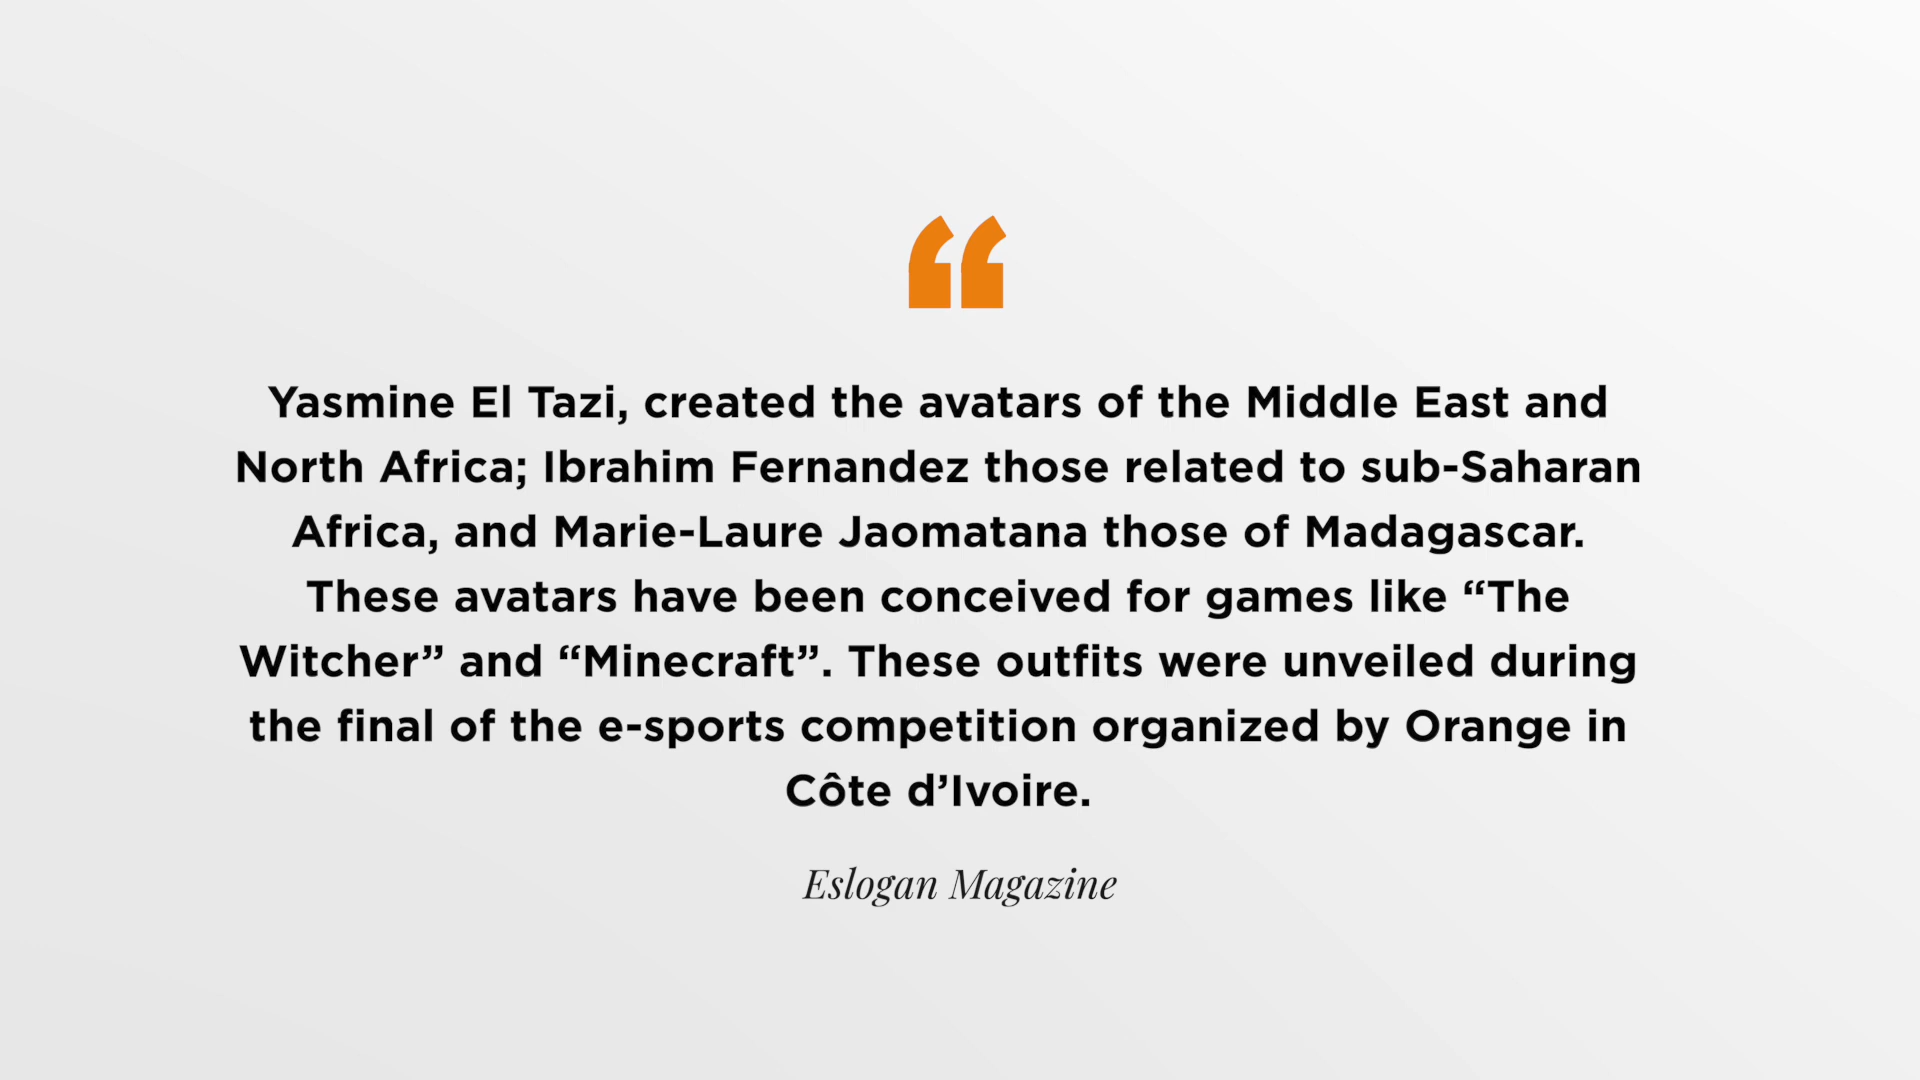 “
Yasmine El Tazi, created the avatars of the Middle East and
North Africa; Ibrahim Fernandez those related to sub-Saharan
Africa, and Marie-Laure Jaomatana those of Madagascar.
These avatars have been conceived for games like “The
Witcher” and “Minecraft”. These outfits were unveiled during
the final of the e-sports competition organized by Orange in
Côte d’Ivoire.
Eslogan Magazine